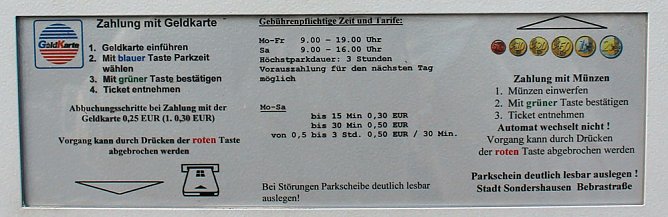 Zahlung mit Geldkarte
GeldKarte
1. Geldkarte einführen
2. Mit blauer Taste Parkzeit
wählen
3. Mit grüner Taste bestätigen
4. Ticket entnehmen
Abbuchungsschritte bei Zahlung mit der
Geldkarte 0,25 EUR (1. 0,30 EUR)
Vorgang kann durch Drücken der roten Taste
abgebrochen werden
Gebührenpflichtige Zeit und Tarife:
Mo-Fr 9.00 - 19.00 Uhr
Sa 9.00 - 16.00 Uhr
Höchstparkdauer: 3 Stunden
Vorauszahlung für den nächsten Tag
möglich
Mo-Sa
bis 15 Min 0,30 EUR
bis 30 Min 0,50 EUR
von 0,5 bis 3 Std. 0,50 EUR / 30 Min.
Bei Störungen Parkscheibe deutlich lesbar
auslegen!
Zahlung mit Münzen
1. Münzen einwerfen
2. Mit grüner Taste bestätigen
3. Ticket entnehmen
Automat wechselt nicht !
Vorgang kann durch Drücken
der roten Taste abgebrochen werden
Parkschein deutlich lesbar auslegen !
Stadt Sondershausen Bebrastraße